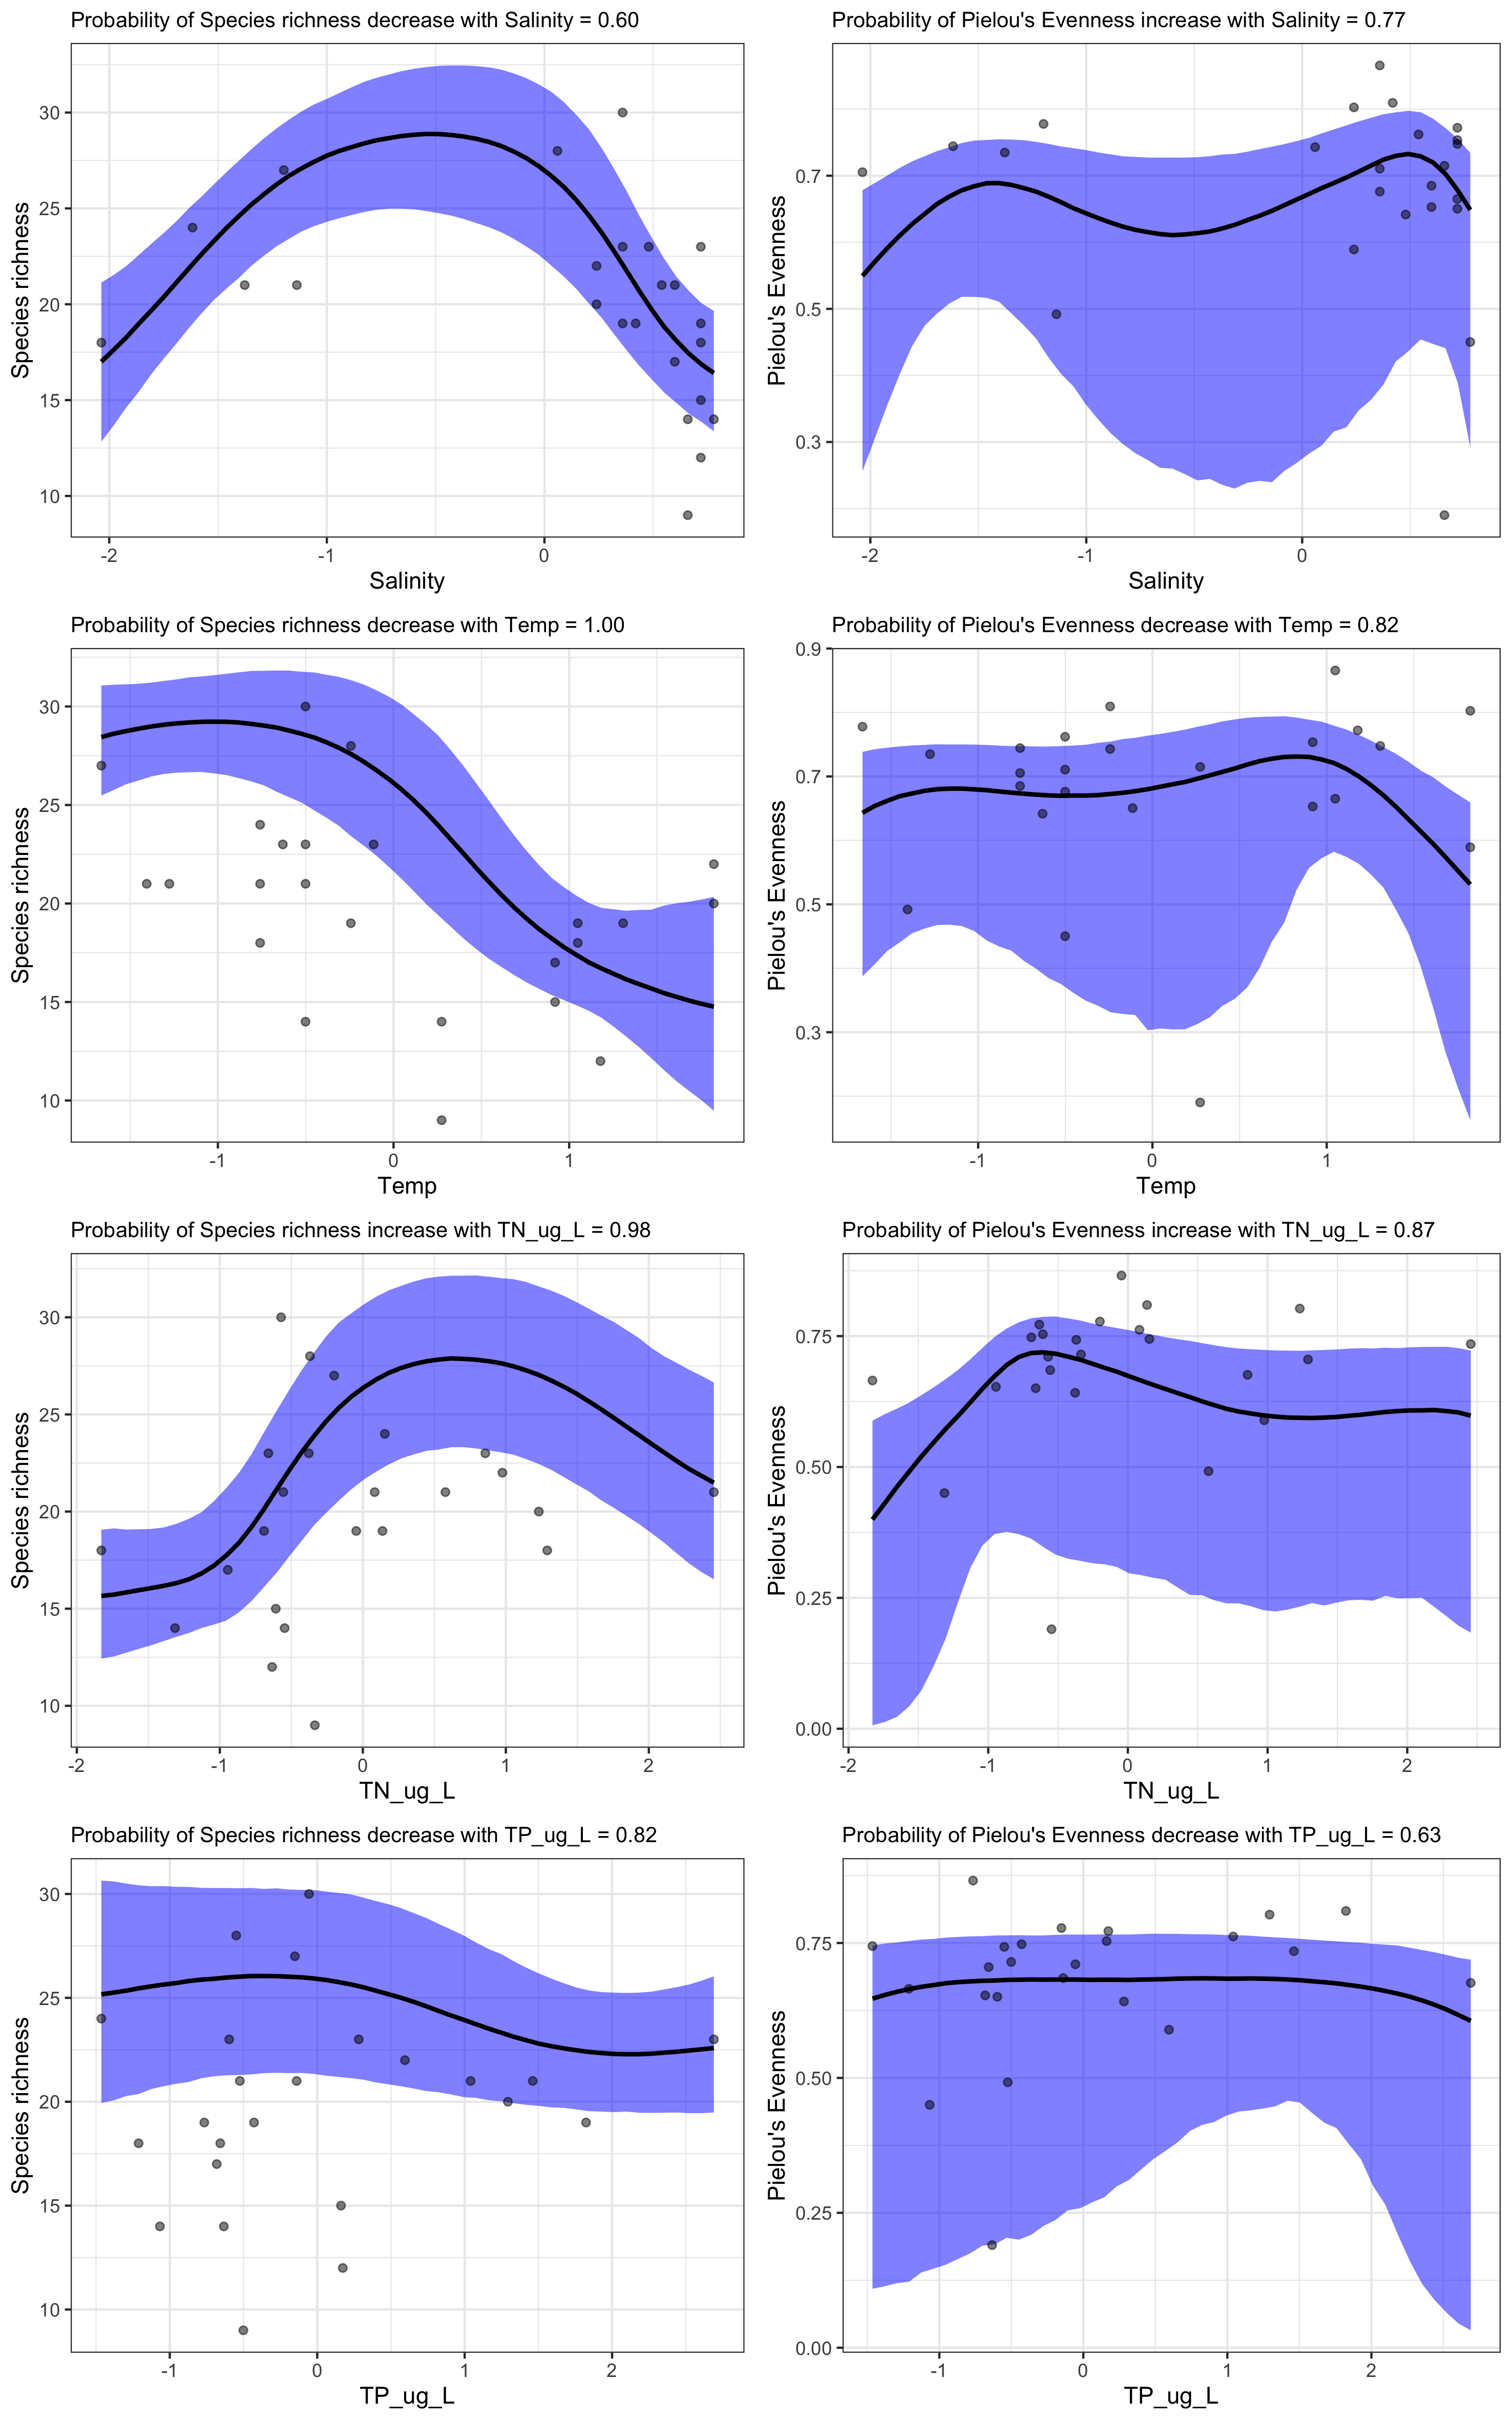 Probability of Species richness decrease with Salinity = 0.60
30
25
20
15
10
Species richness
-2 -1 0
Salinity
Probability of Pielou's Evenness increase with Salinity = 0.77
0.7
0.5
0.3
Pielou's Evenness
-2 -1 0
Salinity
Probability of Species richness decrease with Temp = 1.00
30
25
20
15
10
Species richness
-1 0 1
Temp
Probability of Pielou's Evenness decrease with Temp = 0.82
0.9
0.7
0.5
0.3
Pielou's Evenness
-1 0 1
Temp
Probability of Species richness increase with TN_ug_L = 0.98
30
25
20
15
10
Species richness
-2 -1 0 1 2
TN_ug_L
Probability of Pielou's Evenness increase with TN_ug_L = 0.87
0.75
0.50
0.25
0.00
Pielou's Evenness
-2 -1 0 1 2
TN_ug_L
Probability of Species richness decrease with TP_ug_L = 0.82
30
25
20
15
10
Species richness
-1 0 1 2
TP_ug_L
Probability of Pielou's Evenness decrease with TP_ug_L = 0.63
0.75
0.50
0.25
0.00
Pielou's Evenness
-1 0 1 2
TP_ug_L